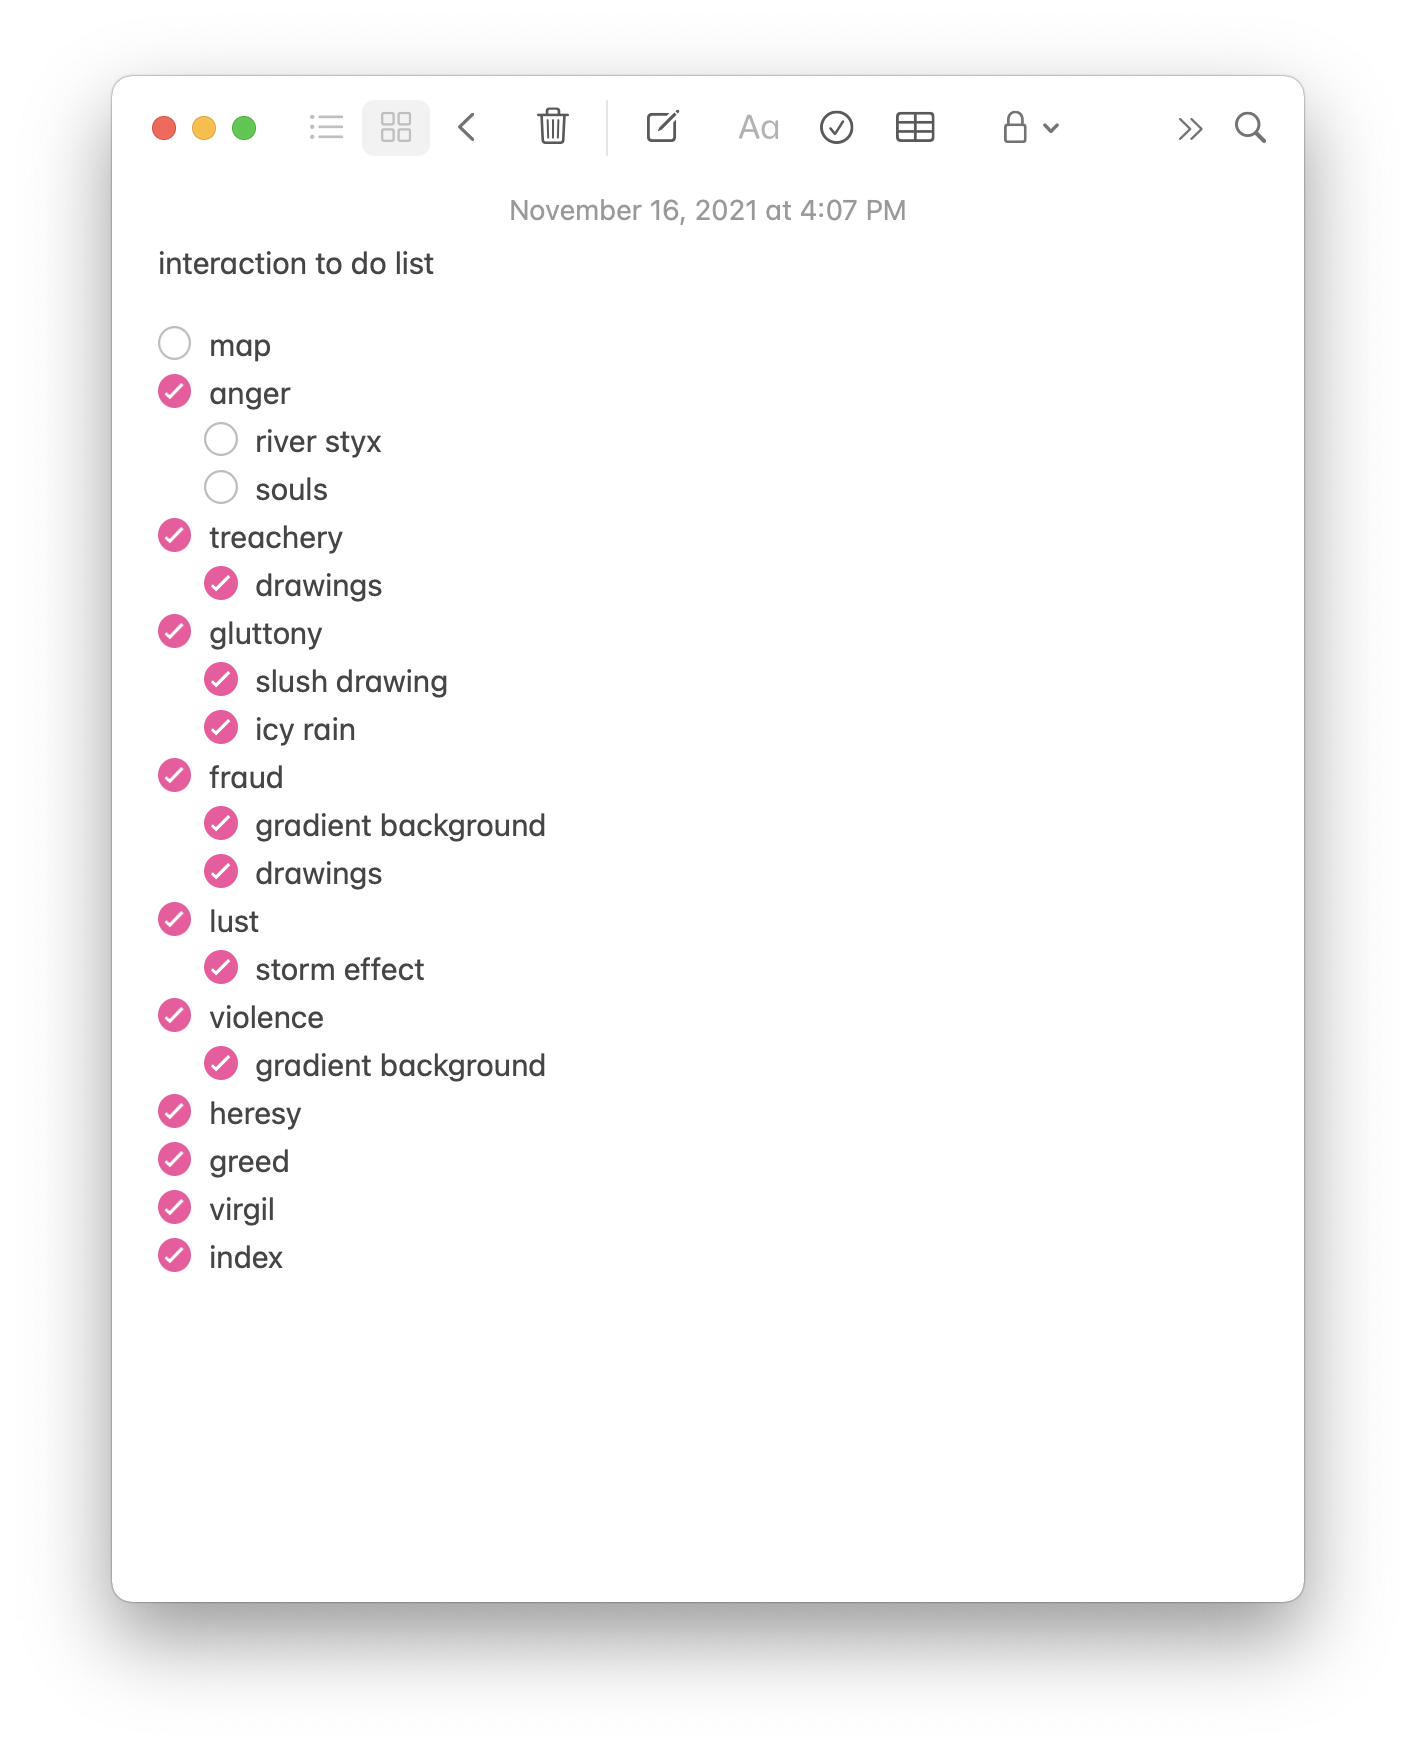 Aa
November 16, 2021 at 4:07 PM
interaction to do list
map
anger
river styx
souls
treachery
drawings
gluttony
slush drawing
icy rain
fraud
gradient background
drawings
lust
storm effect
violence
gradient background
heresy
greed
virgil
index